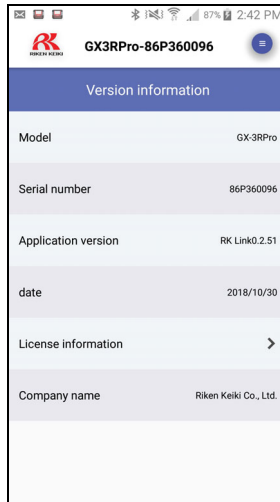 87% 2:42 PM
RIKEN KEIKI
GX3RPro-86P360096
Version information
Model GX-3RPro
Serial number 86P360096
Application version RK Link0.2.51
date 2018/10/30
License information
Company name Riken Keiki Co., Ltd.